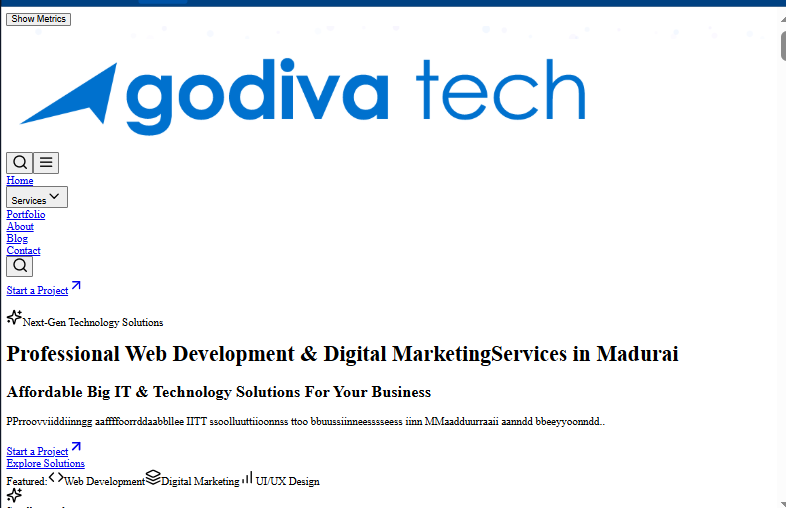 Show Metrics
godiva tech
Home
Services
Portfolio
About
Blog
Contact
Start a Project
Next-Gen Technology Solutions
Professional Web Development & Digital MarketingServices in Madurai
Affordable Big IT & Technology Solutions For Your Business
PPrroovviiddiinngg aaffffoorrddaabbllee IITT ssoolluuttiioonnss ttoo bbuussiinneesssseess iinn MMaadduurraaii aanndd bbeeyyoonndd..
Start a Project
Explore Solutions
Featured: Web Development Digital Marketing UI/UX Design